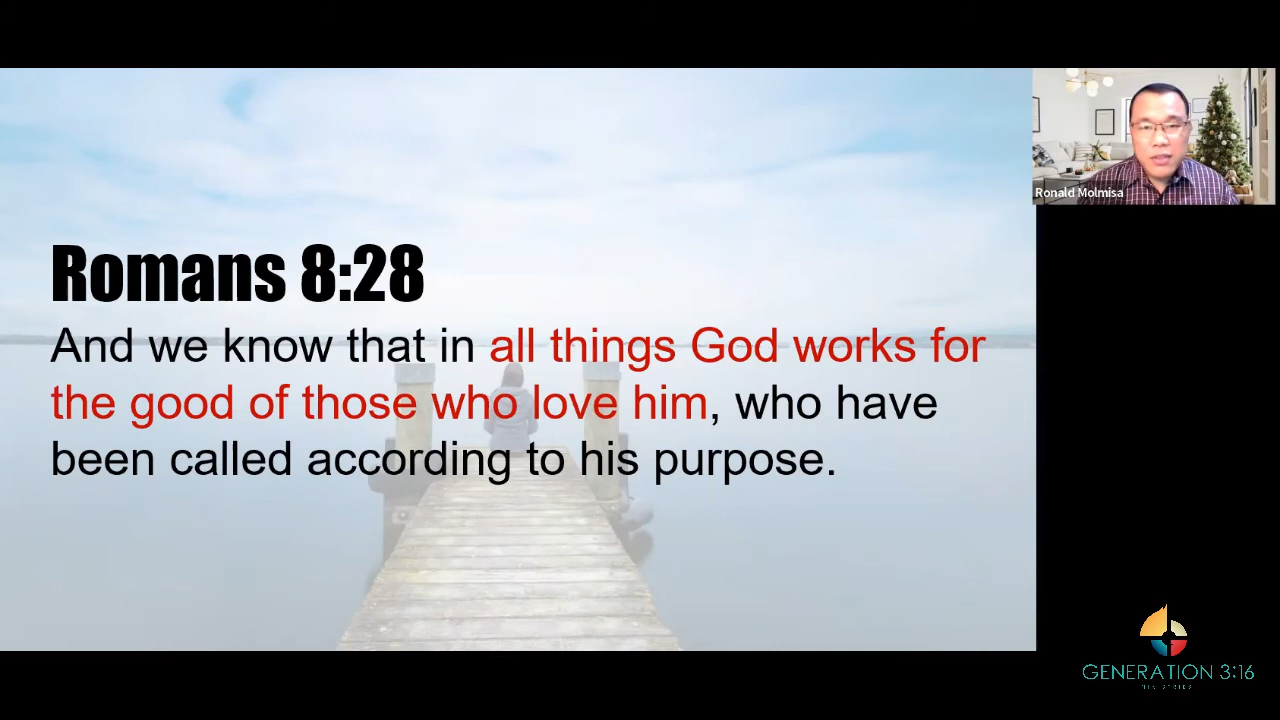 Romans 8:28
And we know that in all things God works for
the good of those who love him, who have
been called according to his purpose.
Ronald Molmisa
GENERATION 3:16
MINISTRIES